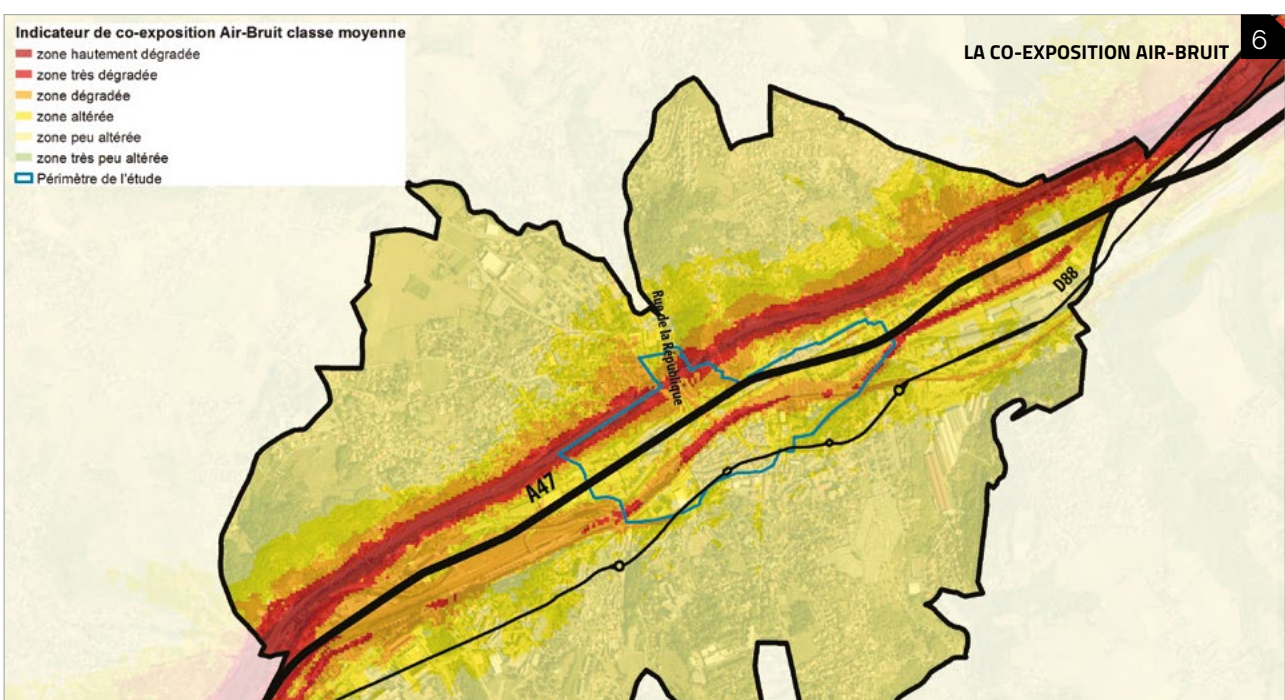 Indicateur de co-exposition Air-Bruit classe moyenne
zone hautement dégradée
zone très dégradée
zone dégradée
zone altérée
zone peu altérée
zone très peu altérée
Périmètre de l'étude
LA CO-EXPOSITION AIR-BRUIT
6
Rue de la République
D88
A47